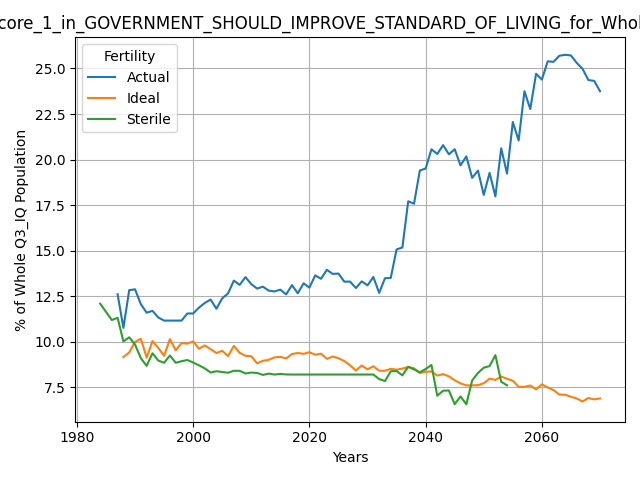 core_1_in_GOVERNMENT_SHOULD_IMPROVE_STANDARD_OF_LIVING_for_Whol
Fertility
Actual
Ideal
Sterile
% of Whole Q3_IQ Population
25.0
22.5
20.0
17.5
15.0
12.5
10.0
7.5
1980
2000
2020
2040
2060
Years